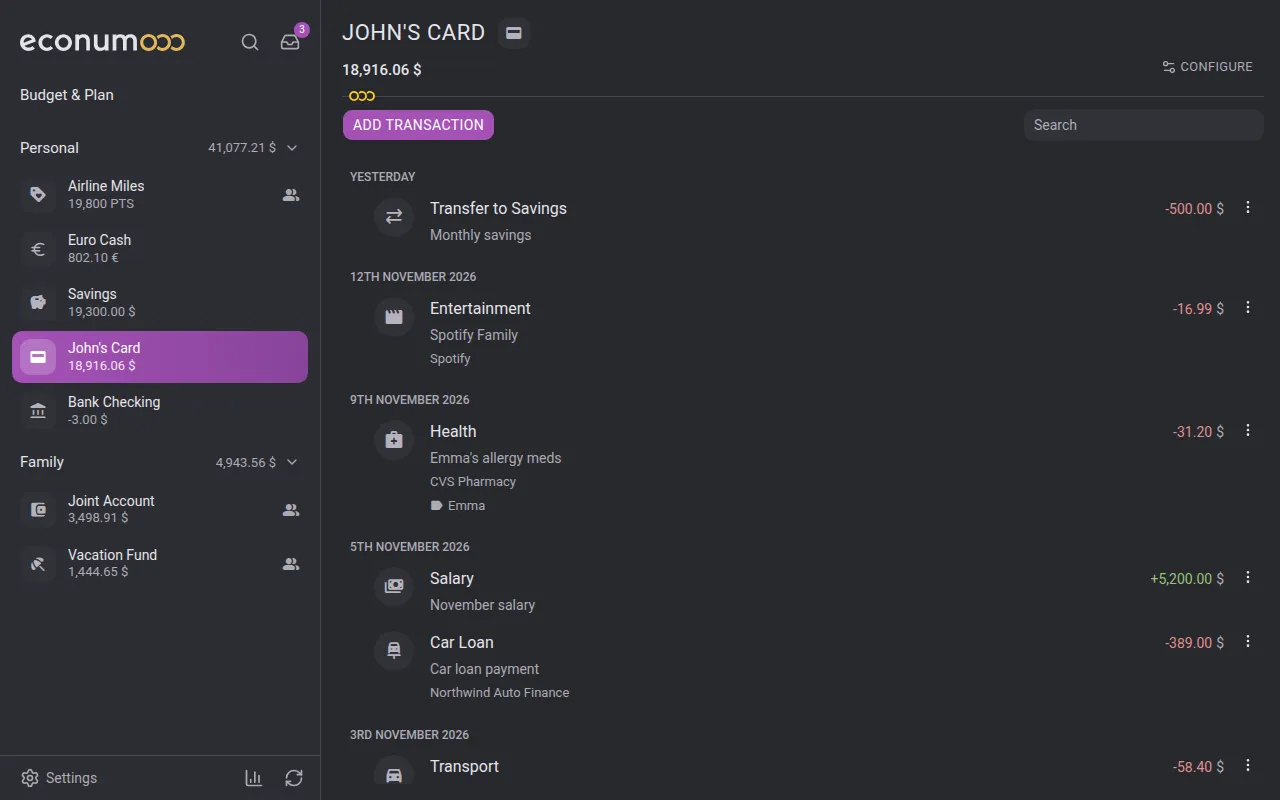 econumo
3
Budget & Plan
Personal
41,077.21 $
Airline Miles
19,800 PTS
Euro Cash
802.10 €
Savings
19,300.00 $
John's Card
18,916.06 $
Bank Checking
-3.00 $
Family
4,943.56 $
Joint Account
3,498.91 $
Vacation Fund
1,444.65 $
Settings
JOHN'S CARD
18,916.06 $
CONFIGURE
ADD TRANSACTION
Search
YESTERDAY
Transfer to Savings
-500.00 $
Monthly savings
12TH NOVEMBER 2026
Entertainment
-16.99 $
Spotify Family
Spotify
9TH NOVEMBER 2026
Health
-31.20 $
Emma's allergy meds
CVS Pharmacy
Emma
5TH NOVEMBER 2026
Salary
+5,200.00 $
November salary
Car Loan
-389.00 $
Car loan payment
Northwind Auto Finance
3RD NOVEMBER 2026
Transport
-58.40 $